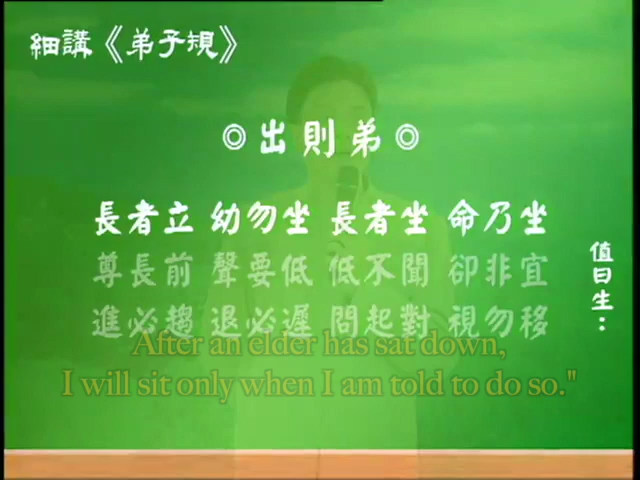 細講《弟子規》
◎出則弟◎
長者立 幼勿坐 長者坐 命乃坐
尊長前 聲要低 低不聞 卻非宜
進必趨 退必遲 問起對 視勿移
值日生：
After an elder has sat down,
I will sit only when I am told to do so."